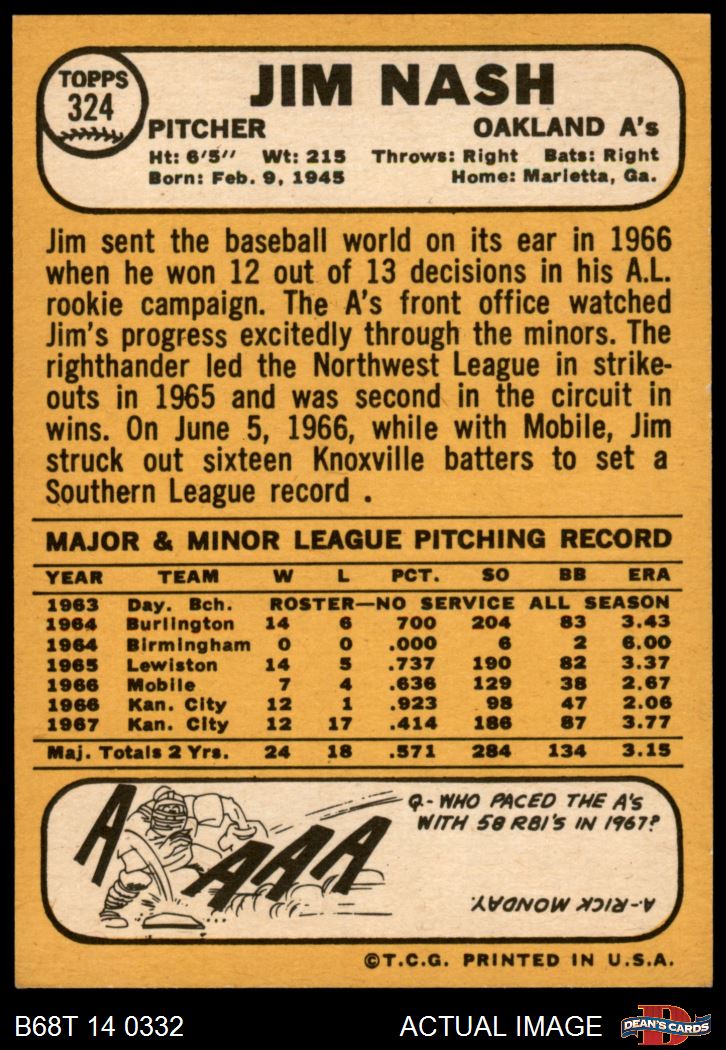 TOPPS
324
JIM NASH
PITCHER OAKLAND A's
Ht: 6'5'' Wt: 215 Throws: Right Bats: Right
Born: Feb. 9, 1945 Home: Marietta, Ga.
Jim sent the baseball world on its ear in 1966
when he won 12 out of 13 decisions in his A.L.
rookie campaign. The A's front office watched
Jim's progress excitedly through the minors. The
righthander led the Northwest League in strike-
outs in 1965 and was second in the circuit in
wins. On June 5, 1966, while with Mobile, Jim
struck out sixteen Knoxville batters to set a
Southern League record .
MAJOR & MINOR LEAGUE PITCHING RECORD
YEAR TEAM W L PCT. SO BB ERA
1963 Day. Bch. ROSTER—NO SERVICE ALL SEASON
1964 Burlington 14 6 700 204 83 3.43
1964 Birmingham 0 0 .000 6 2 6.00
1965 Lewiston 14 5 .737 190 82 3.37
1966 Mobile 7 4 .636 129 38 2.67
1966 Kan. City 12 1 .923 98 47 2.06
1967 Kan. City 12 17 .414 186 87 3.77
Maj. Totals 2 Yrs. 24 18 .571 284 134 3.15
A AAA
Q-WHO PACED THE A'S
WITH 58 RBI'S IN 1967?
A-RICK MONDAY.
©T.C.G. PRINTED IN U.S.A.
B68T 14 0332 ACTUAL IMAGE D DEAN'S CARDS